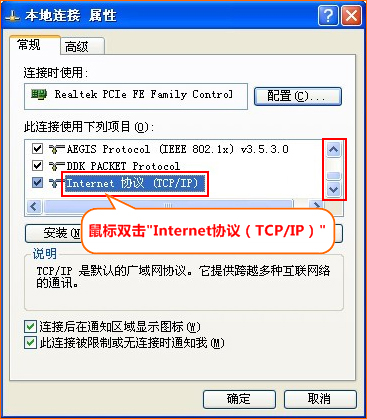 本地连接 属性
常规 高级
连接时使用:
Realtek PCIe FE Family Control
配置(C)...
此连接使用下列项目(O):
AEGIS Protocol (IEEE 802.1x) v3.5.3.0
DDK PACKET Protocol
Internet 协议 (TCP/IP)
鼠标双击"Internet协议（TCP/IP）"
安装(N
说明
TCP/IP 是默认的广域网协议。它提供跨越多种互联网络
的通讯。
连接后在通知区域显示图标(W)
此连接被限制或无连接时通知我(M)
确定 取消